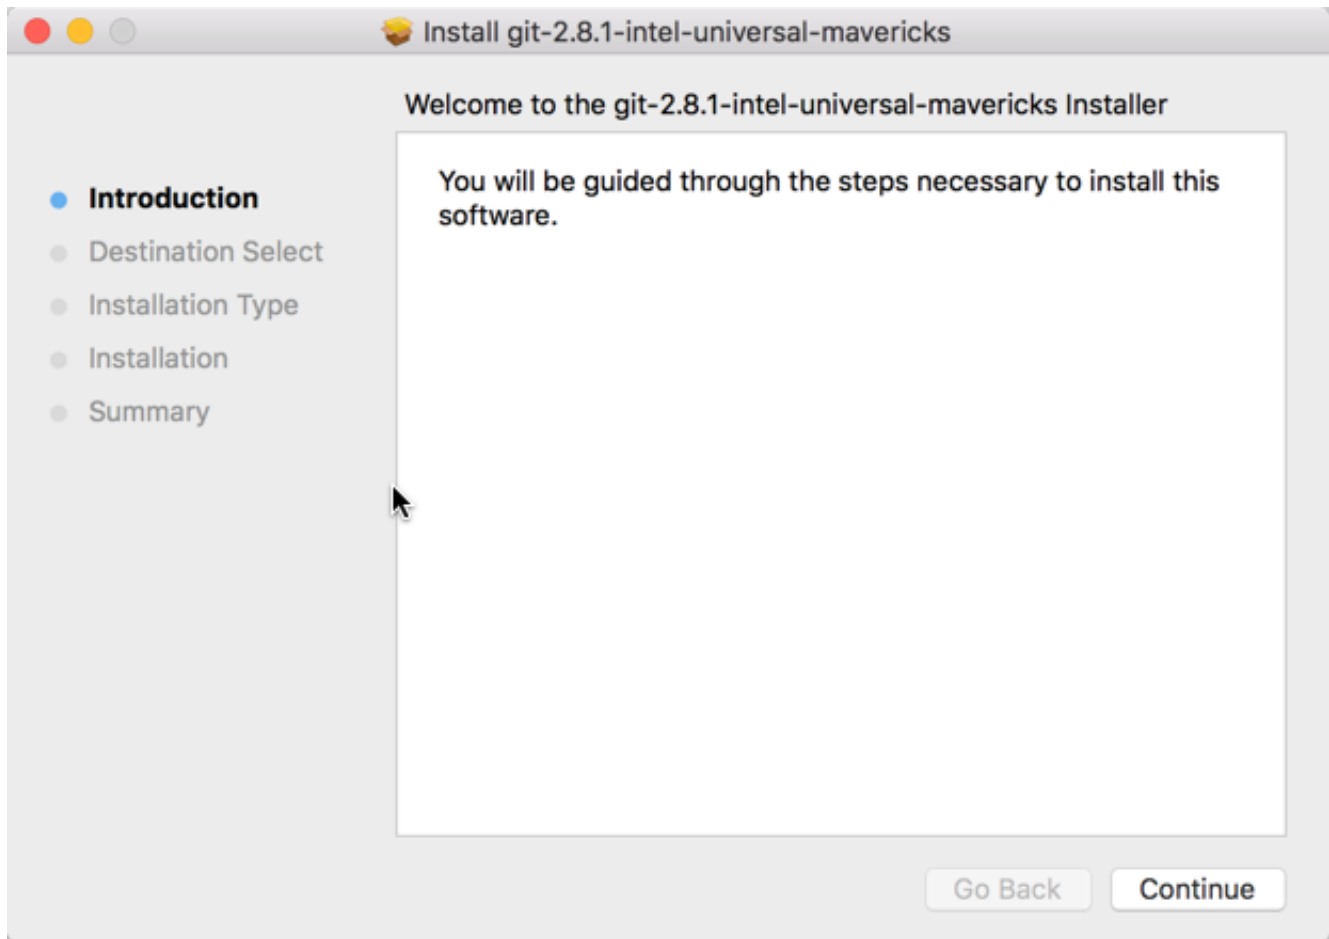 Install git-2.8.1-intel-universal-mavericks
Welcome to the git-2.8.1-intel-universal-mavericks Installer
Introduction
Destination Select
Installation Type
Installation
Summary
You will be guided through the steps necessary to install this
software.
Go Back
Continue